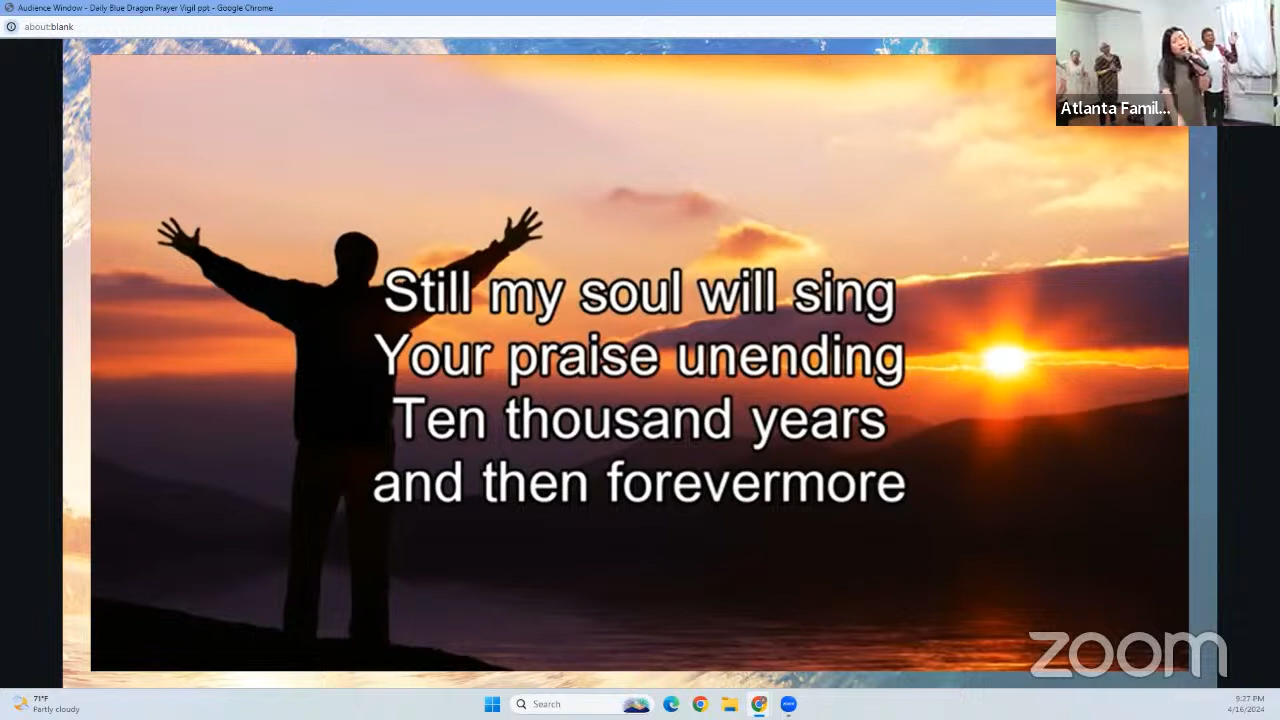 Audience Window - Daily Blue Dragon Prayer Vigil ppt - Google Chrome
about:blank
Atlanta Famil...
Still my soul will sing
Your praise unending
Ten thousand years
and then forevermore
zoom
71°F
Partly cloudy
Search
zoom
9:27 PM
4/16/2024